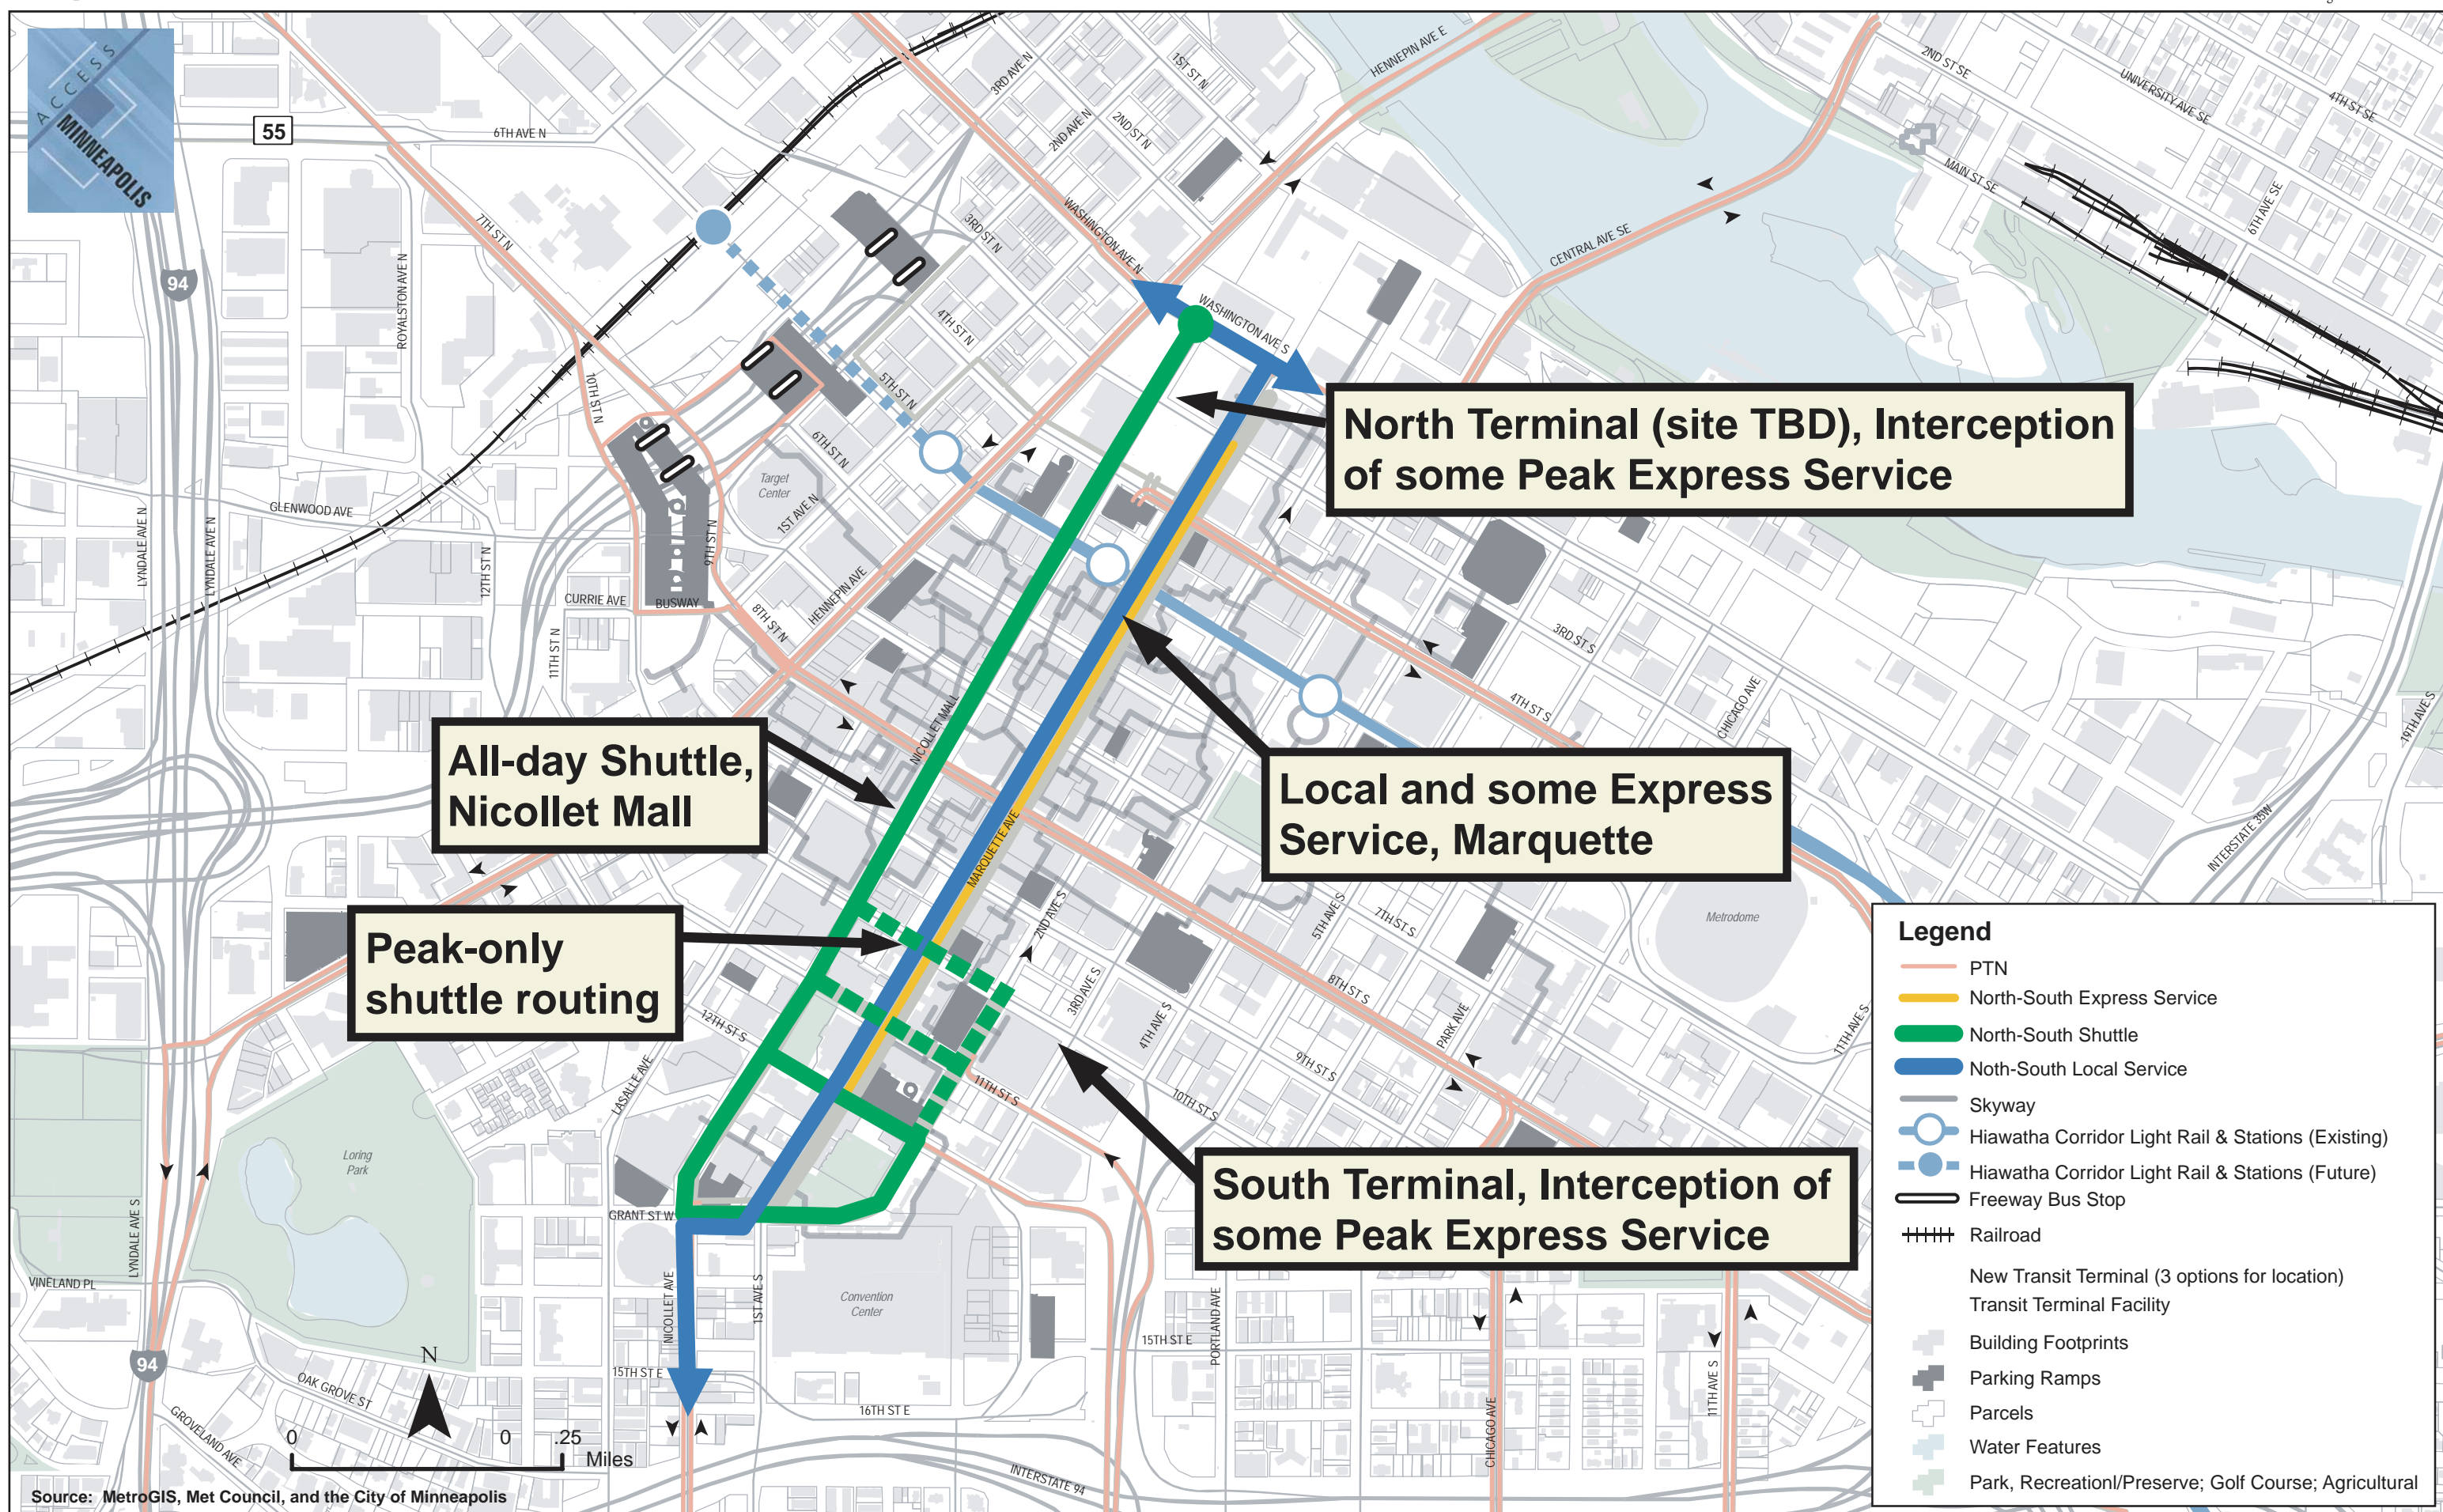 ACCESS
MINNEAPOLIS
55
6TH AVE N
3RD AVE N
1ST ST N
2ND AVE N
2ND ST N
HENNEPIN AVE E
2ND ST SE
UNIVERSITY AVE SE
4TH ST SE
MAIN ST SE
6TH AVE SE
CENTRAL AVE SE
WASHINGTON AVE N
WASHINGTON AVE S
3RD ST N
4TH ST N
5TH ST N
6TH ST N
7TH ST N
ROYALSTON AVE N
94
10TH ST N
Target
Center
1ST AVE N
9TH ST N
GLENWOOD AVE
LYNDALE AVE N
LYNDALE AVE N
12TH ST N
CURRIE AVE
BUSWAY
11TH ST N
8TH ST N
HENNEPIN AVE
North Terminal (site TBD), Interception
of some Peak Express Service
3RD ST S
4TH ST S
CHICAGO AVE
19TH AVE S
INTERSTATE 35W
NICOLLET MALL
All-day Shuttle,
Nicollet Mall
Local and some Express
Service, Marquette
MARQUETTE AVE
Peak-only
shuttle routing
2ND AVE S
3RD AVE S
4TH AVE S
5TH AVE S
7TH ST S
8TH ST S
9TH ST S
10TH ST S
11TH ST S
12TH ST S
PARK AVE
Metrodome
11TH AVE S
LASALLE AVE
Loring
Park
GRANT ST W
South Terminal, Interception of
some Peak Express Service
LYNDALE AVE S
VINELAND PL
94
OAK GROVE ST
GROVELAND AVE
NICOLLET AVE
1ST AVE S
Convention
Center
15TH ST E
15TH ST E
16TH ST E
PORTLAND AVE
CHICAGO AVE
11TH AVE S
INTERSTATE 94
N
0
0
.25
Miles
Source: MetroGIS, Met Council, and the City of Minneapolis
Legend
PTN
North-South Express Service
North-South Shuttle
Noth-South Local Service
Skyway
Hiawatha Corridor Light Rail & Stations (Existing)
Hiawatha Corridor Light Rail & Stations (Future)
Freeway Bus Stop
Railroad
New Transit Terminal (3 options for location)
Transit Terminal Facility
Building Footprints
Parking Ramps
Parcels
Water Features
Park, Recreationl/Preserve; Golf Course; Agricultural